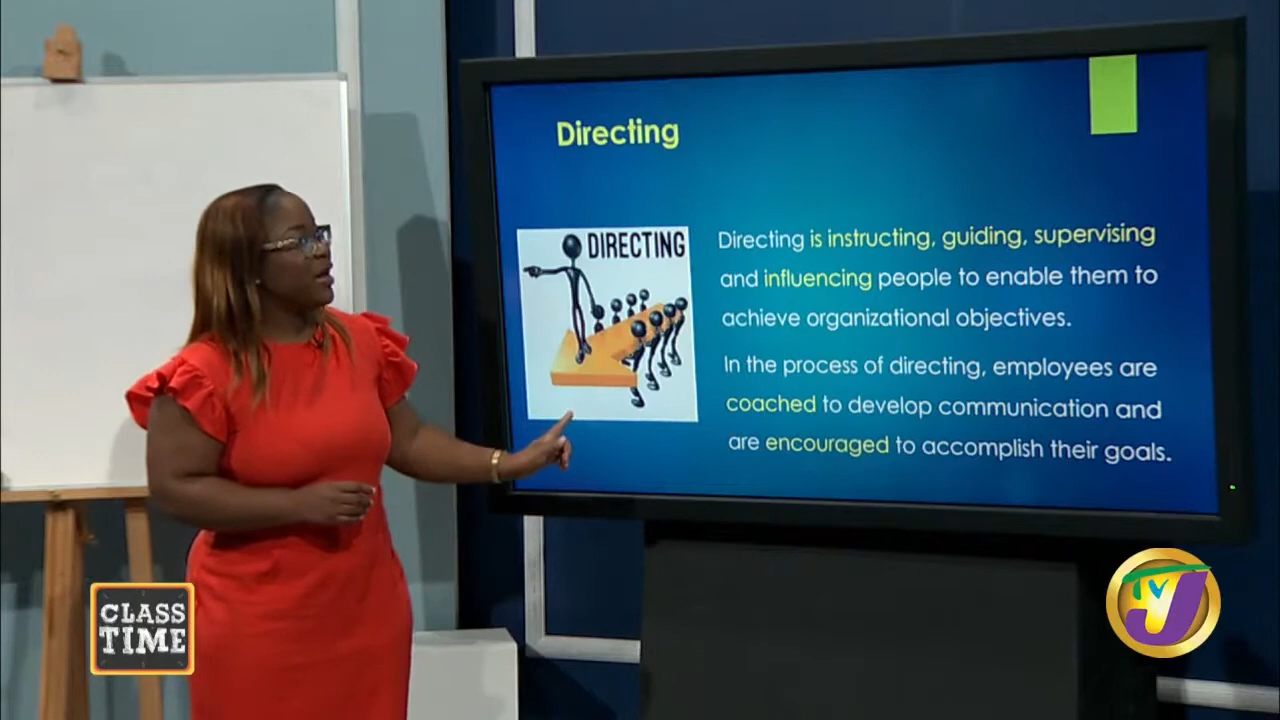 Directing
DIRECTING
Directing is instructing, guiding, supervising
and influencing people to enable them to
achieve organizational objectives.
In the process of directing, employees are
coached to develop communication and
are encouraged to accomplish their goals.
CLASS
TIME
TVJ